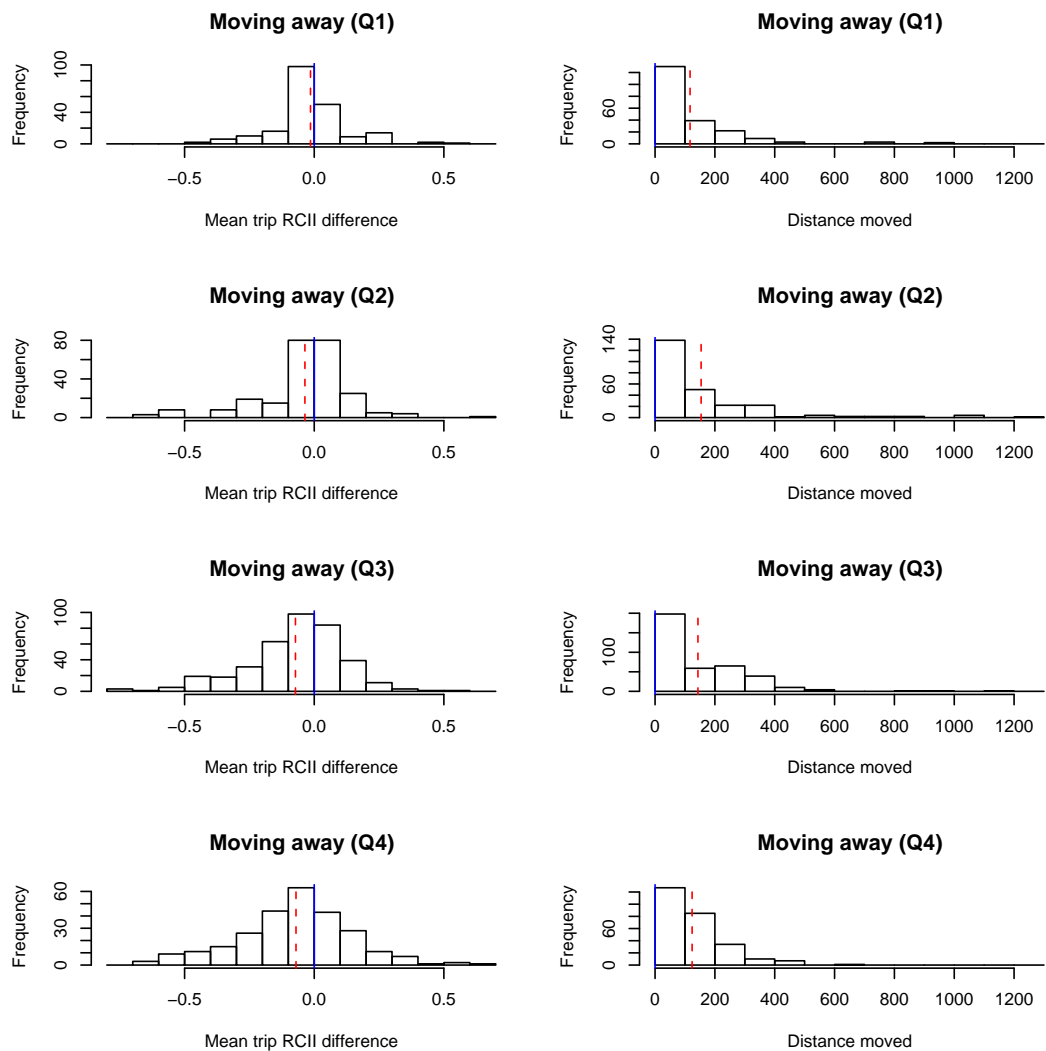 Moving away (Q1)
Frequency
0 40 100
−0.5 0.0 0.5
Mean trip RCII difference
Moving away (Q1)
Frequency
0 60
0 200 400 600 800 1000 1200
Distance moved
Moving away (Q2)
Frequency
0 40 80
−0.5 0.0 0.5
Mean trip RCII difference
Moving away (Q2)
Frequency
0 60 140
0 200 400 600 800 1000 1200
Distance moved
Moving away (Q3)
Frequency
0 40 100
−0.5 0.0 0.5
Mean trip RCII difference
Moving away (Q3)
Frequency
0 100
0 200 400 600 800 1000 1200
Distance moved
Moving away (Q4)
Frequency
0 30 60
−0.5 0.0 0.5
Mean trip RCII difference
Moving away (Q4)
Frequency
0 60
0 200 400 600 800 1000 1200
Distance moved